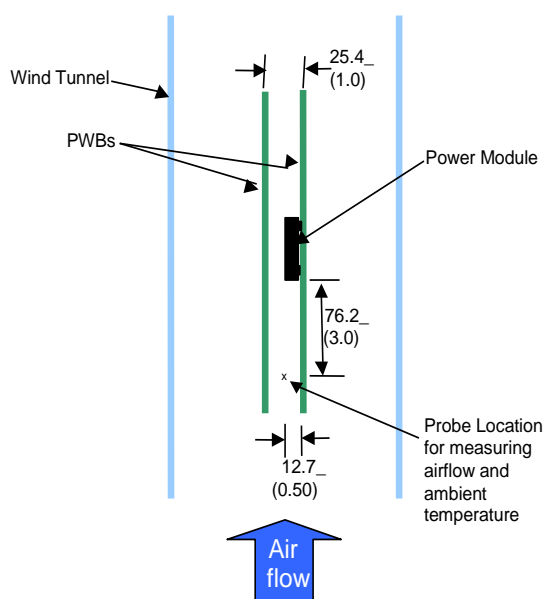 25.4_
(1.0)
Wind Tunnel
PWBs
Power Module
76.2_
(3.0)
x
Probe Location
for measuring
airflow and
ambient
temperature
12.7_
(0.50)
Air
flow